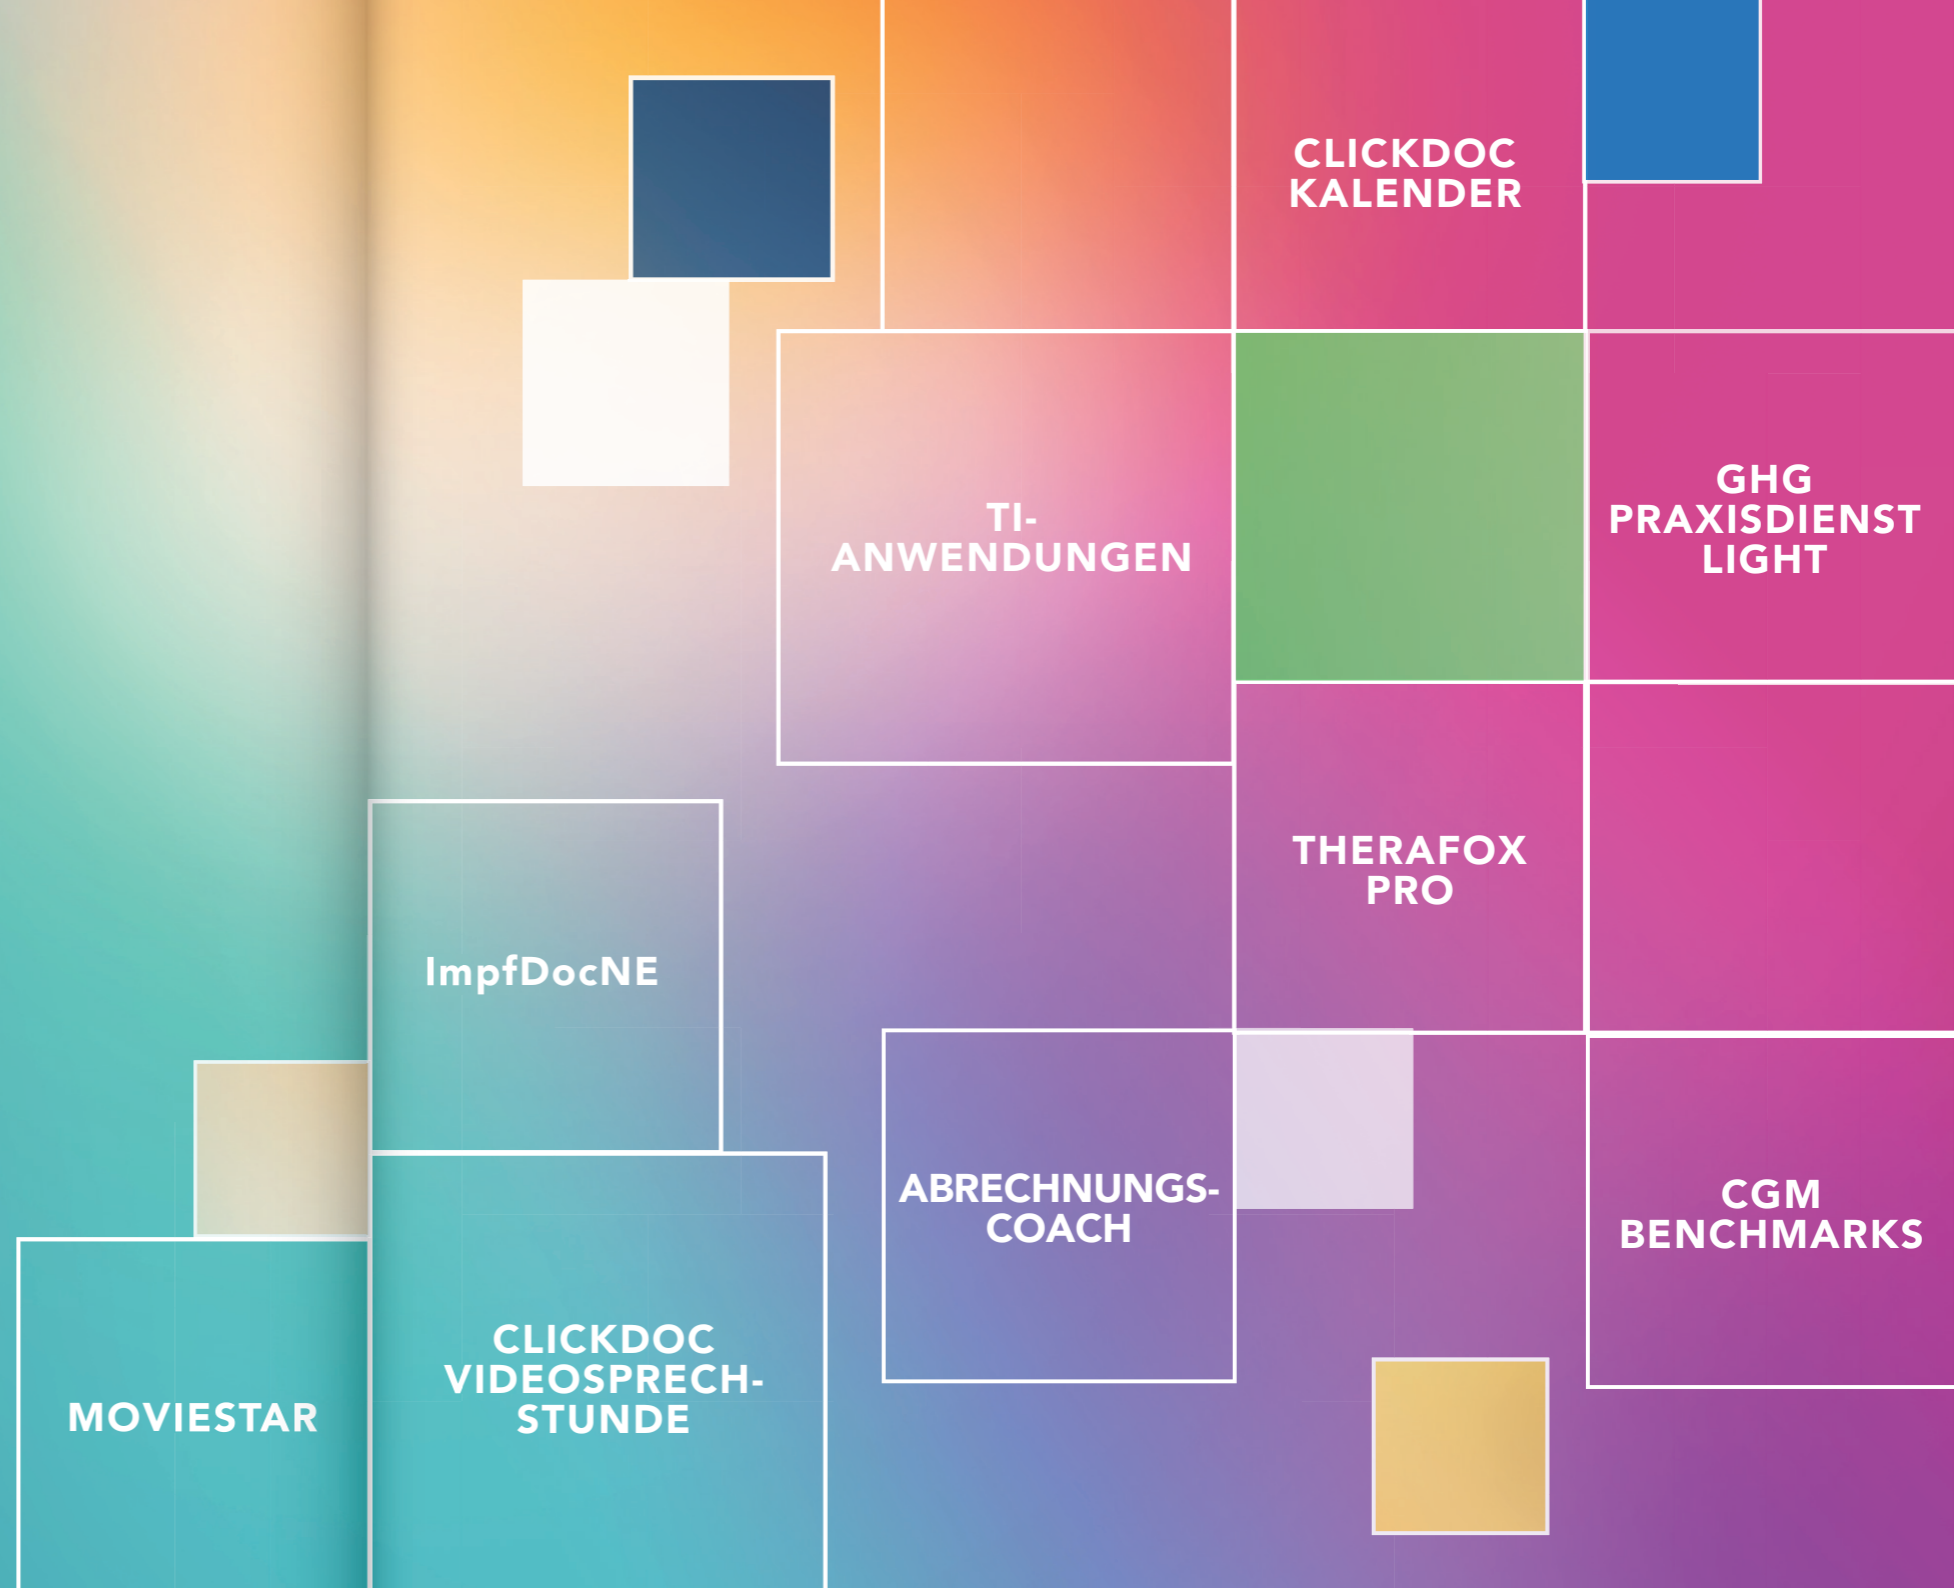 CLICKDOC
KALENDER
GHG
PRAXISDIENST
LIGHT
TI-
ANWENDUNGEN
THERAFOX
PRO
ImpfDocNE
ABRECHNUNGS-
COACH
CGM
BENCHMARKS
CLICKDOC
VIDEOSPRECH-
STUNDE
MOVIESTAR